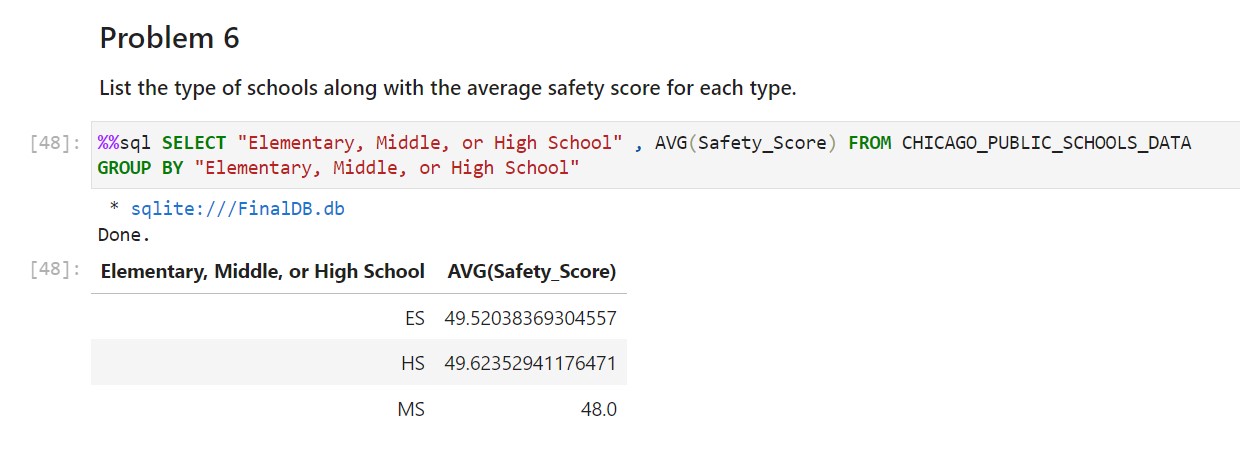 Problem 6
List the type of schools along with the average safety score for each type.
[48]: %%sql SELECT "Elementary, Middle, or High School" , AVG(Safety_Score) FROM CHICAGO_PUBLIC_SCHOOLS_DATA
GROUP BY "Elementary, Middle, or High School"
* sqlite:///FinalDB.db
Done.
[48]: Elementary, Middle, or High School AVG(Safety_Score)
ES 49.52038369304557
HS 49.62352941176471
MS 48.0